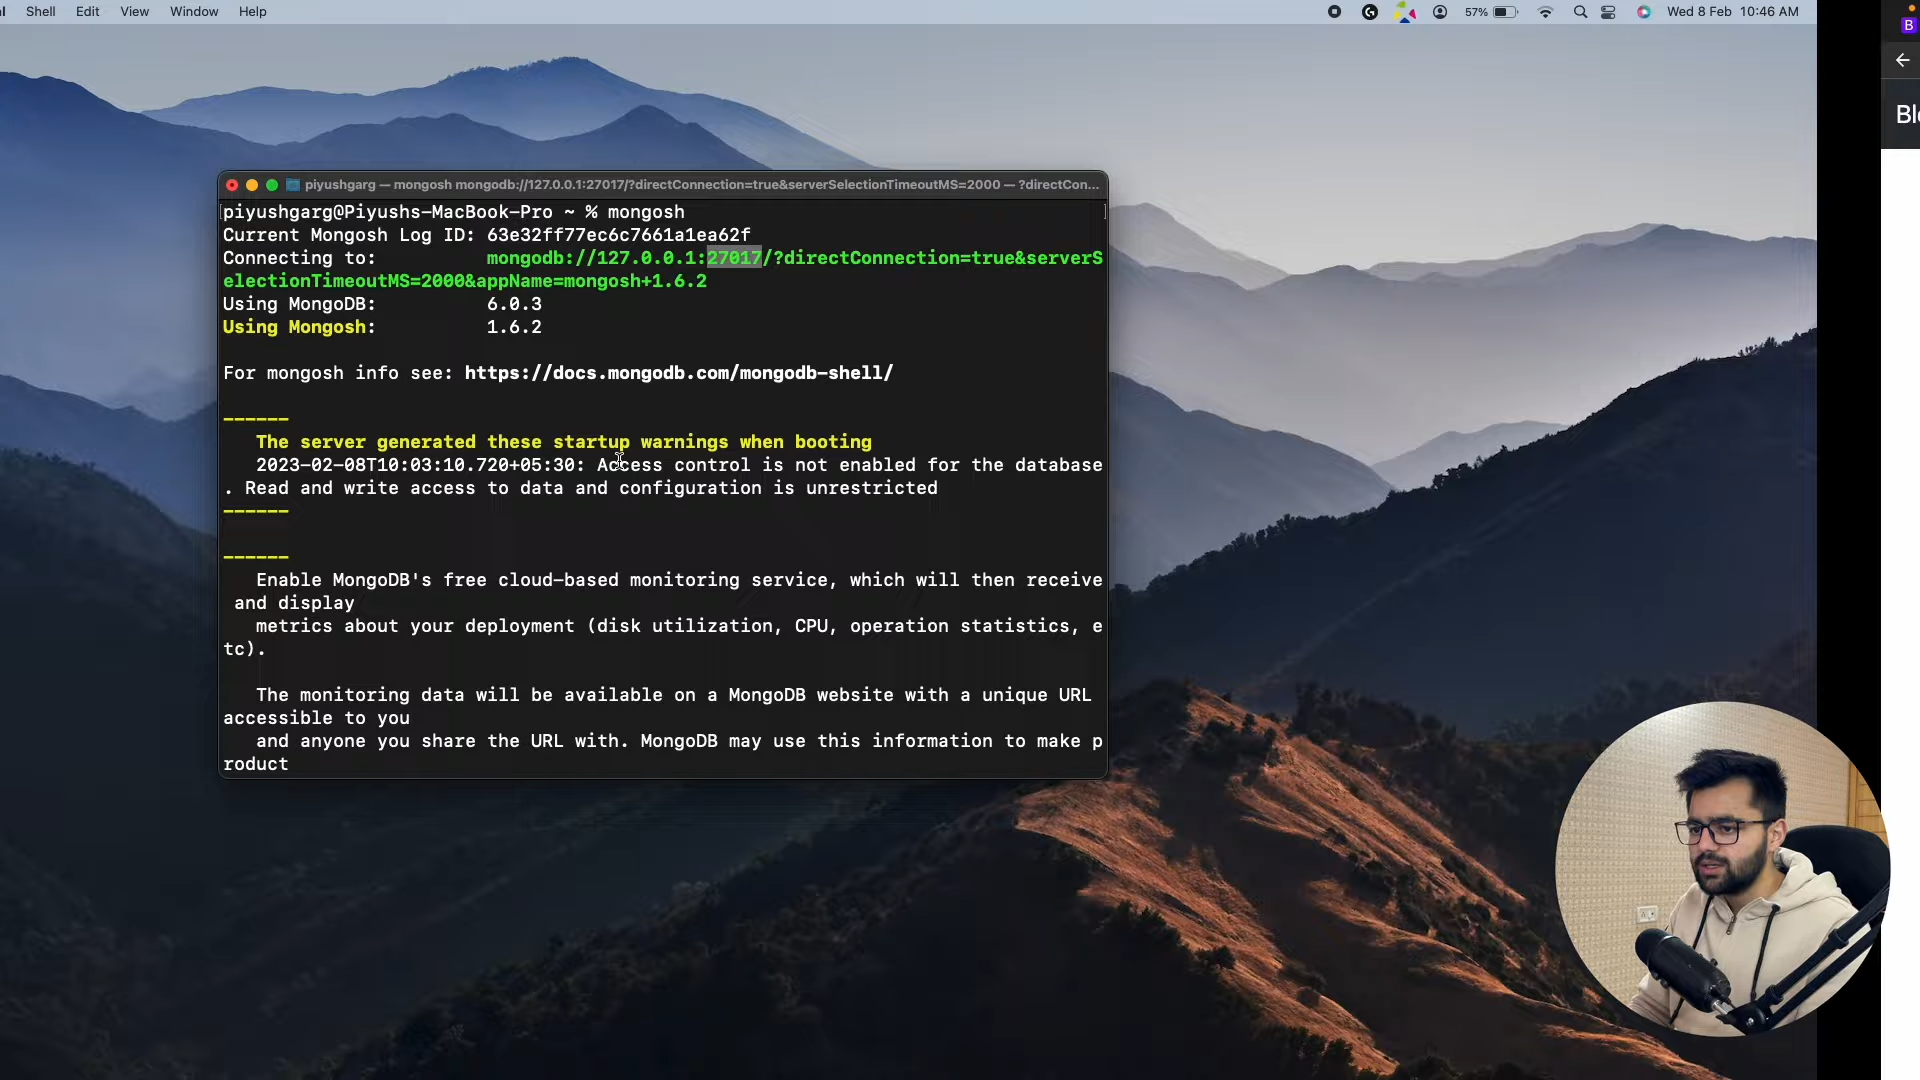 Shell Edit View Window Help
57% Wed 8 Feb 10:46 AM
B
piyushgarg — mongosh mongodb://127.0.0.1:27017/?directConnection=true&serverSelectionTimeoutMS=2000 — ?directCon...
piyushgarg@Piyushs-MacBook-Pro ~ % mongosh
Current Mongosh Log ID: 63e32ff77ec6c7661a1ea62f
Connecting to: mongodb://127.0.0.1:27017/?directConnection=true&serverS
electionTimeoutMS=2000&appName=mongosh+1.6.2
Using MongoDB: 6.0.3
Using Mongosh: 1.6.2
For mongosh info see: https://docs.mongodb.com/mongodb-shell/
------
The server generated these startup warnings when booting
2023-02-08T10:03:10.720+05:30: Access control is not enabled for the database
. Read and write access to data and configuration is unrestricted
------
------
Enable MongoDB's free cloud-based monitoring service, which will then receive
and display
metrics about your deployment (disk utilization, CPU, operation statistics, e
tc).
The monitoring data will be available on a MongoDB website with a unique URL
accessible to you
and anyone you share the URL with. MongoDB may use this information to make p
roduct